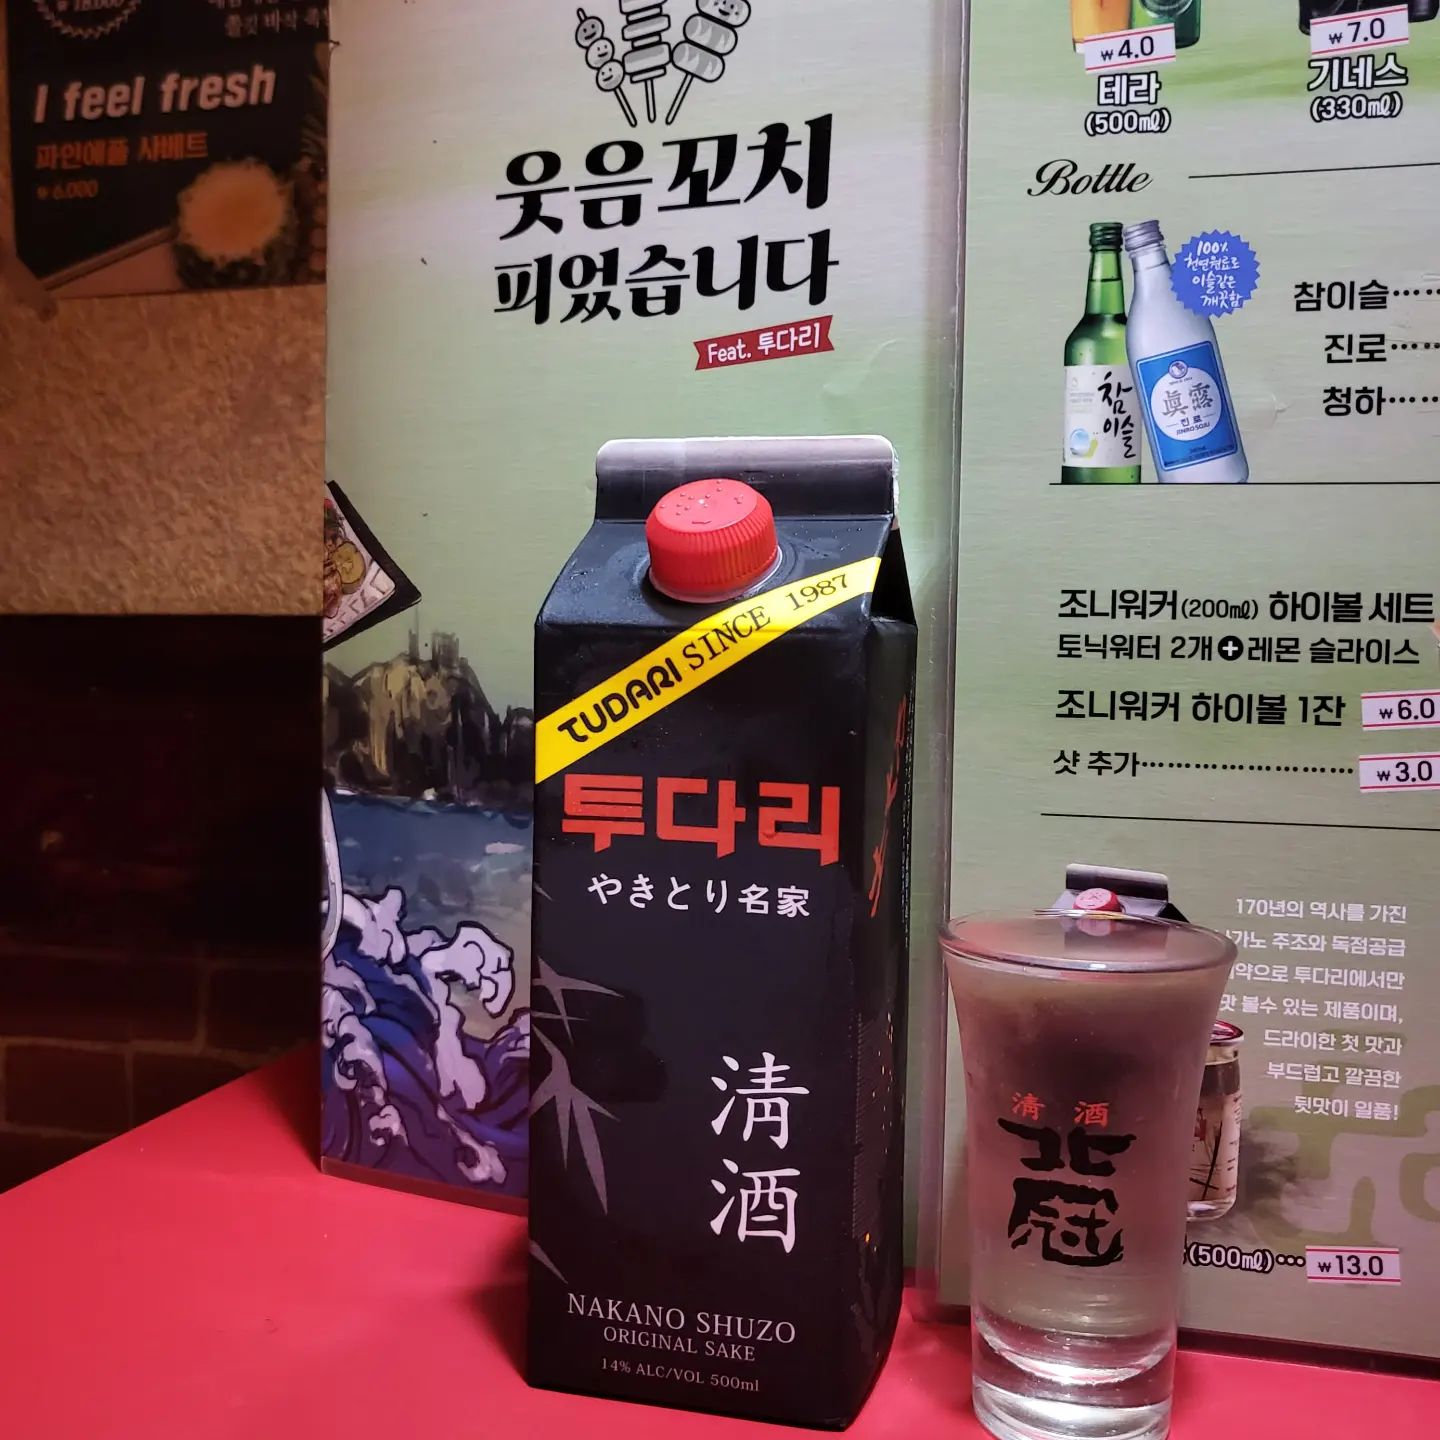 ₩ 18.000
I feel fresh
파인애플 샤베트
₩ 6.000
웃음꼬치
피었습니다
Feat. 투다리
₩4.0
테라
(500㎖)
₩7.0
기네스
(330㎖)
Bottle
100%
천연원료로
이슬같은
깨끗함
참이슬
眞露
진로
JINRO SOJU
참이슬……
진로……
청하……
조니워커(200㎖) 하이볼 세트
토닉워터 2개+레몬 슬라이스
조니워커 하이볼 1잔 ₩6.0
샷 추가…………………… ₩3.0
170년의 역사를 가진
주조와 독점공급
투다리에서만
맛 볼수 있는 제품이며,
드라이한 첫 맛과
부드럽고 깔끔한
뒷맛이 일품!
(500㎖)… ₩13.0
TUDARI SINCE 1987
투다리
やきとり名家
清酒
NAKANO SHUZO
ORIGINAL SAKE
14% ALC/VOL 500ml
清酒
北冠